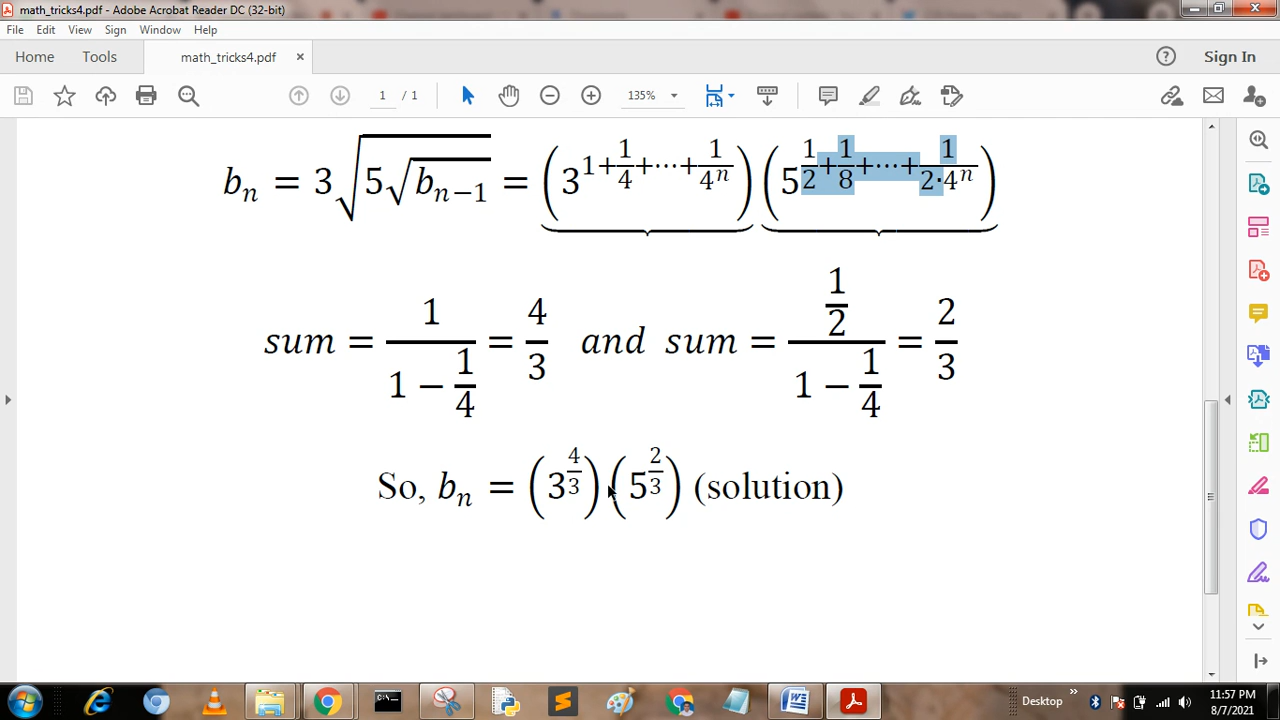 math_tricks4.pdf - Adobe Acrobat Reader DC (32-bit)
File Edit View Sign Window Help
Home Tools math_tricks4.pdf × Sign In
1 / 1 135%
b_n = 3√(5√(b_{n−1})) = (3^{1+1/4+⋯+1/4^n}) (5^{1/2+1/8+⋯+1/(2·4^n)})
sum = 1/(1 − 1/4) = 4/3 and sum = (1/2)/(1 − 1/4) = 2/3
So, b_n = (3^{4/3})(5^{2/3}) (solution)
Desktop » 11:57 PM
8/7/2021